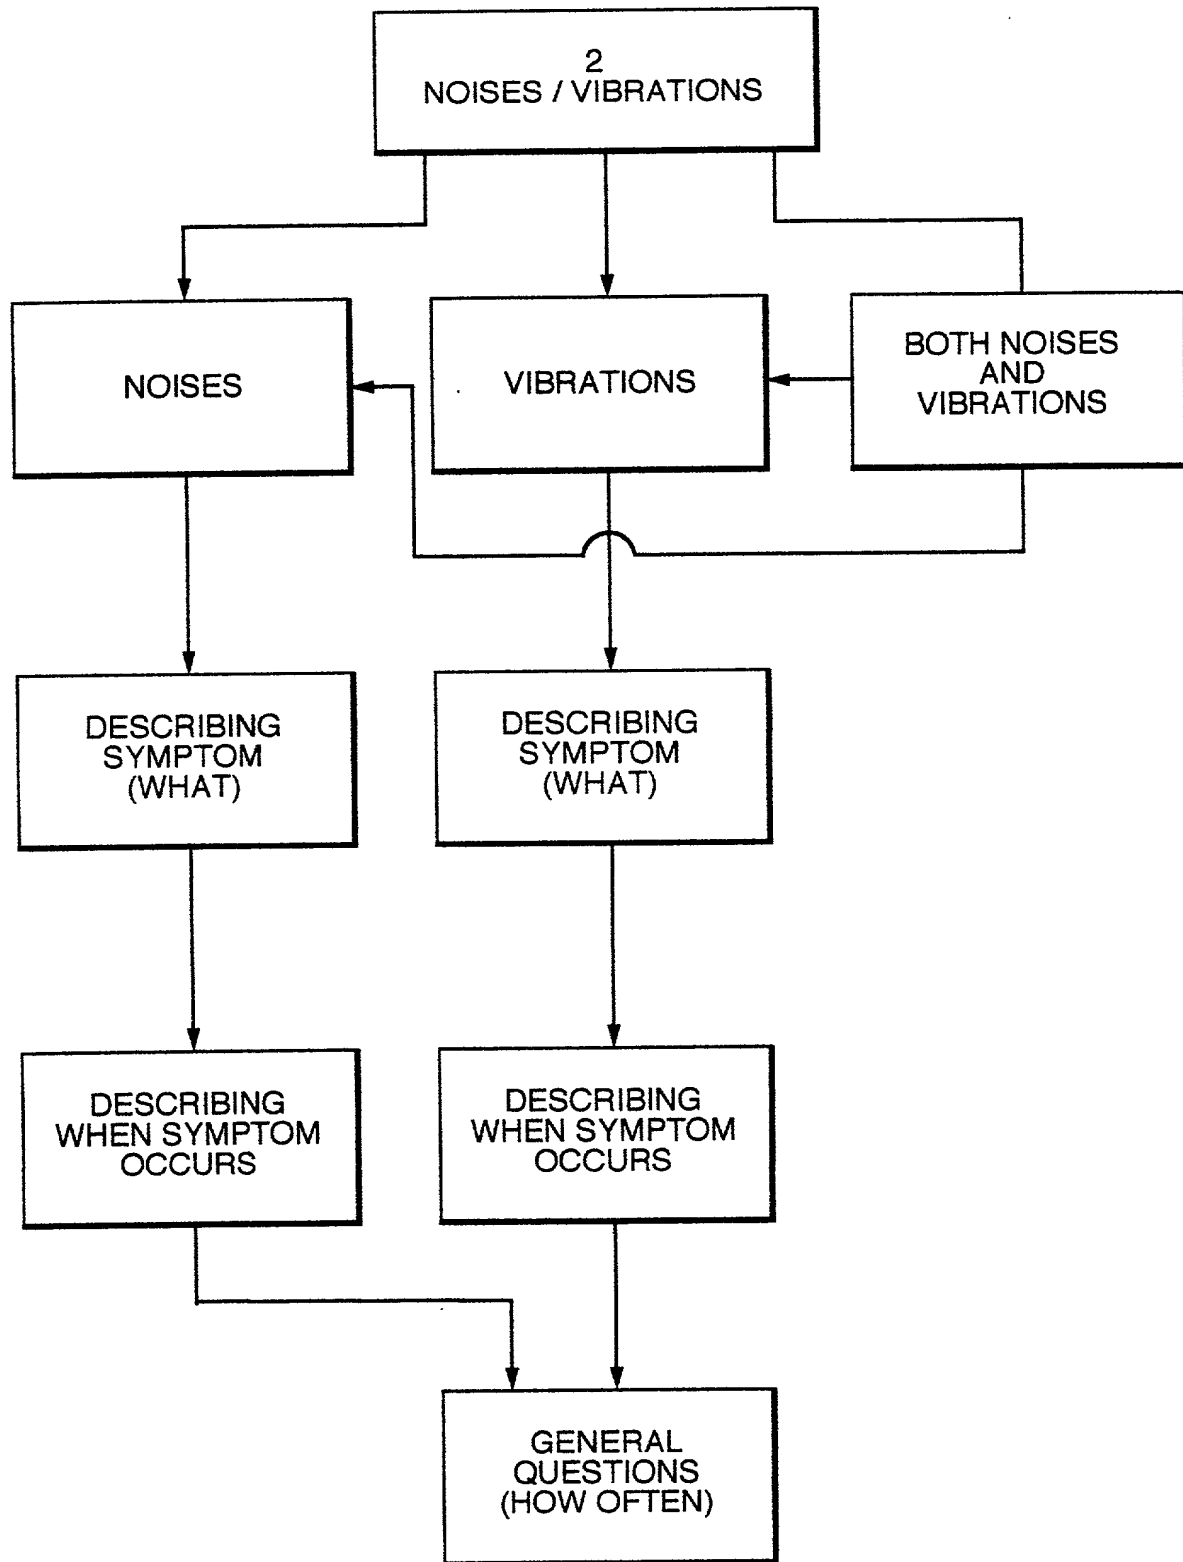 2
NOISES / VIBRATIONS
NOISES
VIBRATIONS
BOTH NOISES
AND
VIBRATIONS
DESCRIBING
SYMPTOM
(WHAT)
DESCRIBING
SYMPTOM
(WHAT)
DESCRIBING
WHEN SYMPTOM
OCCURS
DESCRIBING
WHEN SYMPTOM
OCCURS
GENERAL
QUESTIONS
(HOW OFTEN)